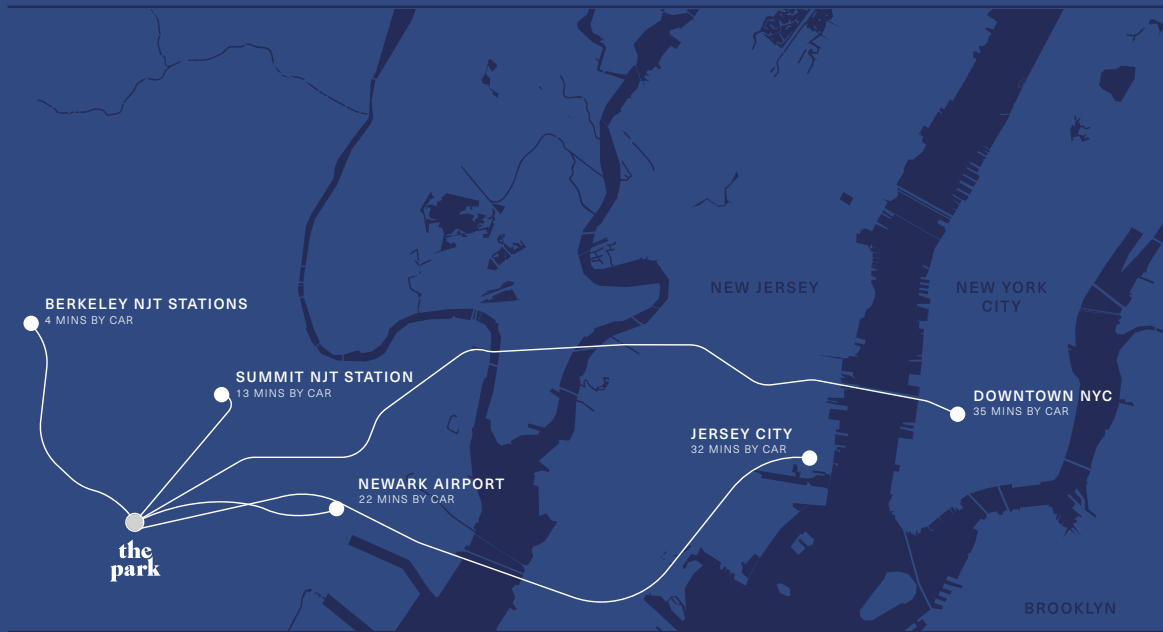 NEW JERSEY
NEW YORK
CITY
BERKELEY NJT STATIONS
4 MINS BY CAR
SUMMIT NJT STATION
13 MINS BY CAR
DOWNTOWN NYC
35 MINS BY CAR
JERSEY CITY
32 MINS BY CAR
NEWARK AIRPORT
22 MINS BY CAR
the
park
BROOKLYN